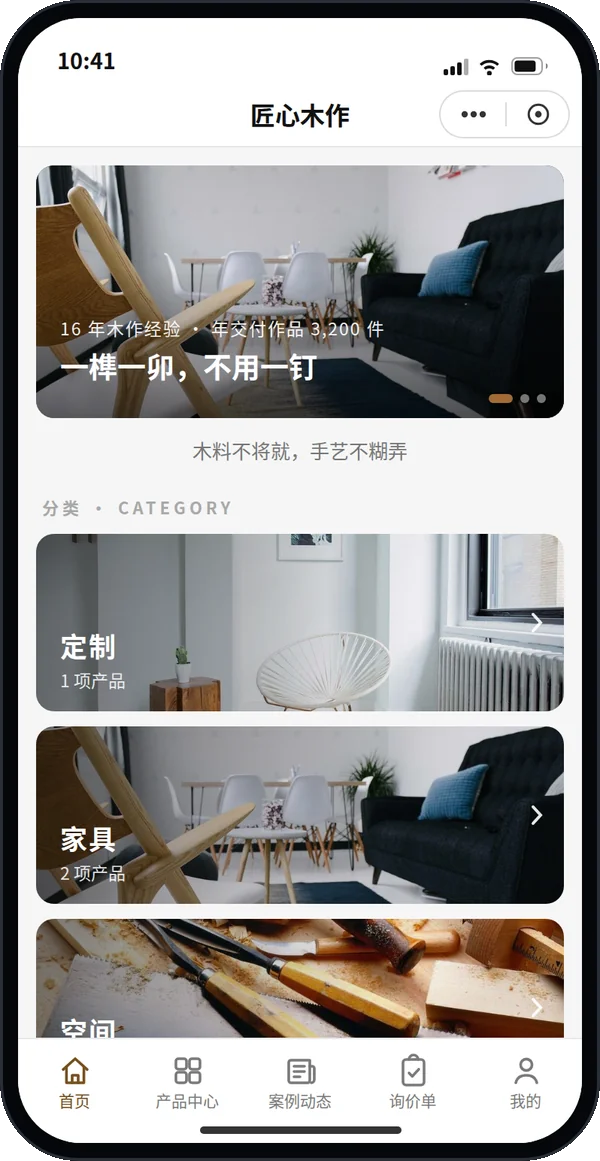 10:41
匠心木作
16 年木作经验 · 年交付作品 3,200 件
一榫一卯，不用一钉
木料不将就，手艺不糊弄
分类 · CATEGORY
定制
1 项产品
家具
2 项产品
空间
首页
产品中心
案例动态
询价单
我的